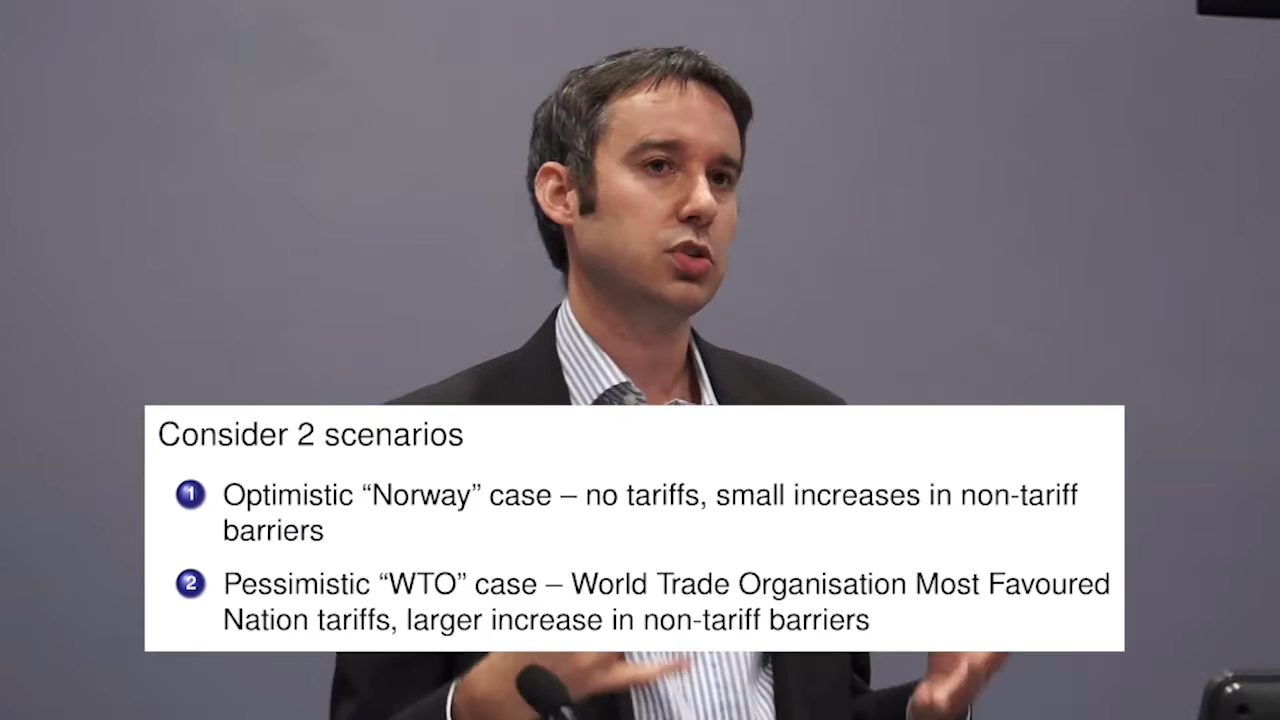 Consider 2 scenarios
1 Optimistic “Norway” case – no tariffs, small increases in non-tariff
barriers
2 Pessimistic “WTO” case – World Trade Organisation Most Favoured
Nation tariffs, larger increase in non-tariff barriers